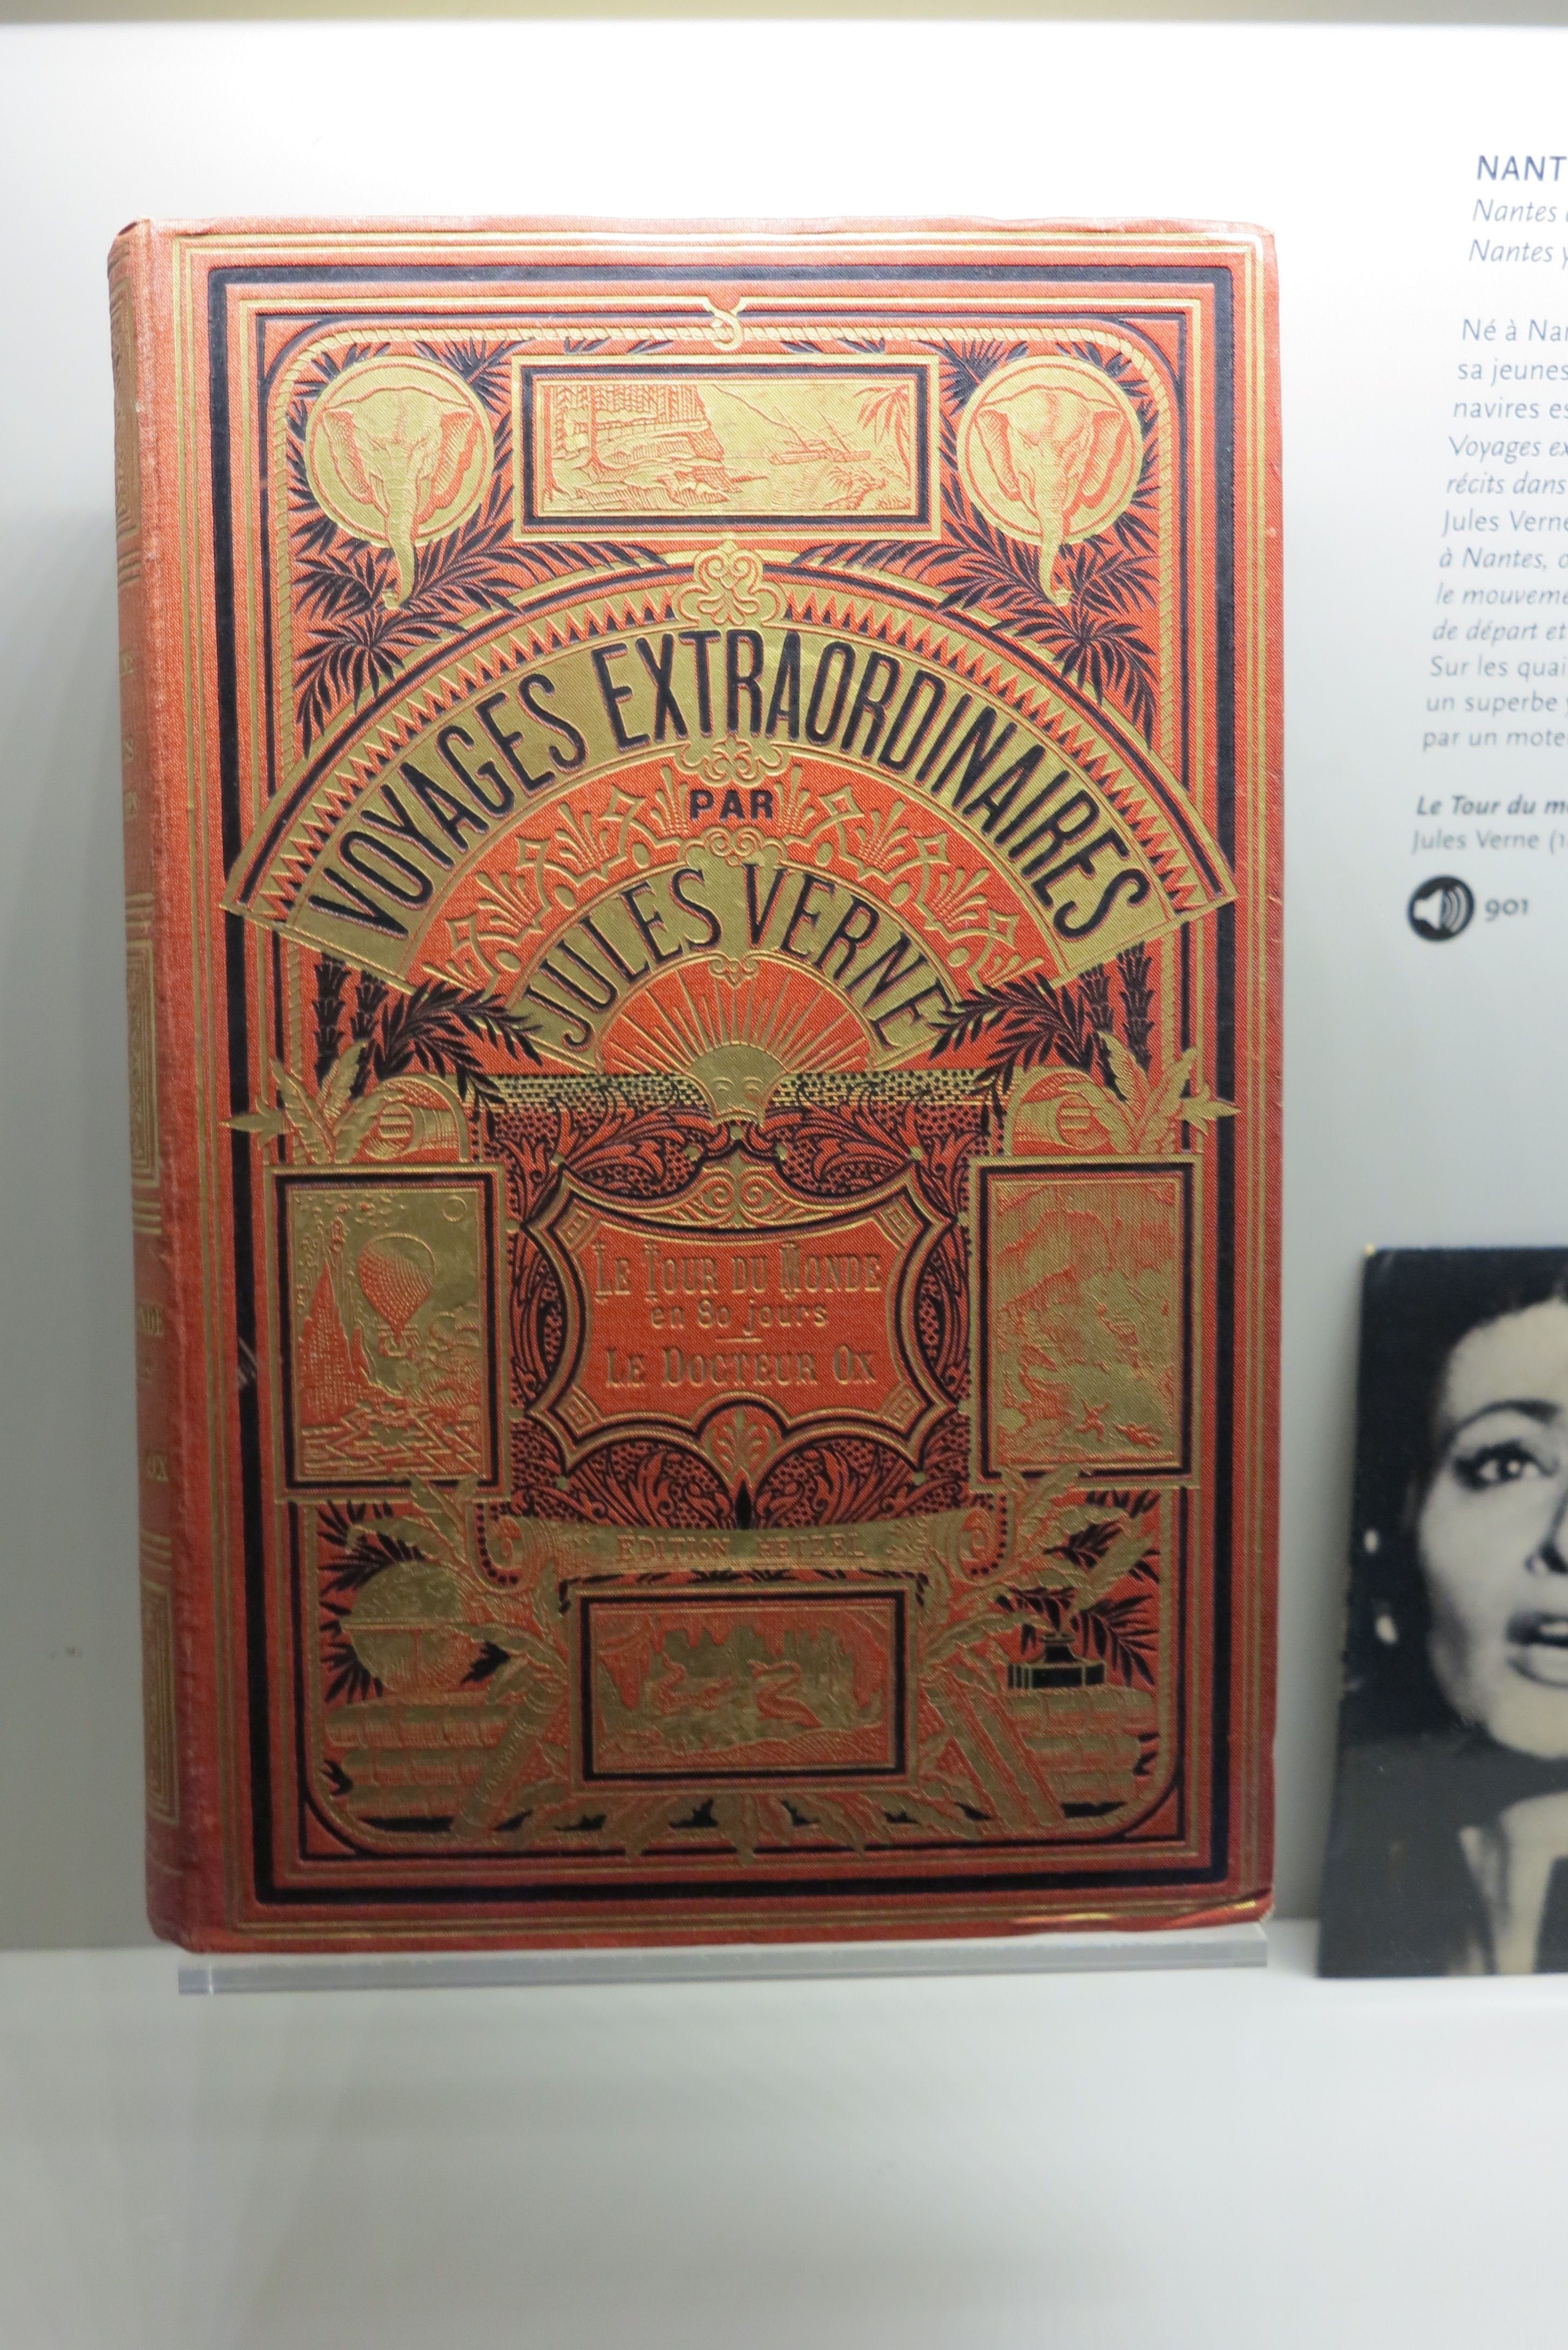 VOYAGES EXTRAORDINAIRES
PAR
JULES VERNE
LE TOUR DU MONDE
en 80 jours
LE DOCTEUR OX
EDITION HETZEL
NANT
Nantes
Nantes y
Né à Nan
sa jeunes
navires es
Voyages ex
récits dans
Jules Verne
à Nantes,
le mouveme
de départ et
Sur les quai
un superbe
par un mote
Le Tour du m
Jules Verne (1
901